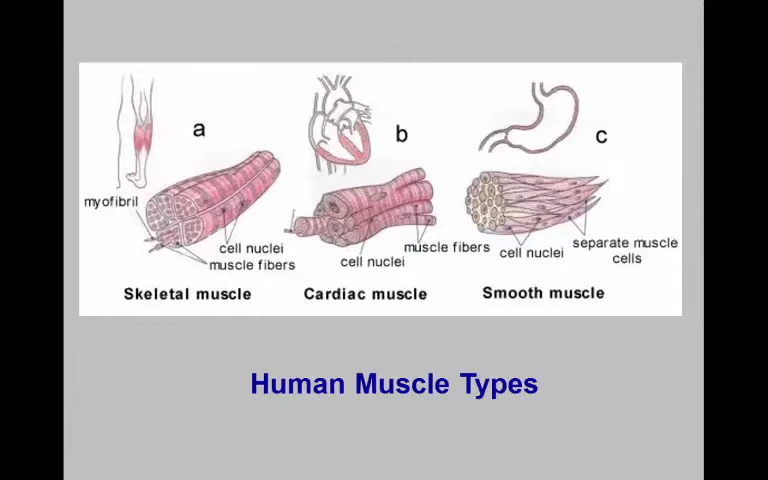 a
b
c
myofibril
cell nuclei
muscle fibers
muscle fibers
cell nuclei
separate muscle
cells
cell nuclei
Skeletal muscle
Cardiac muscle
Smooth muscle
Human Muscle Types